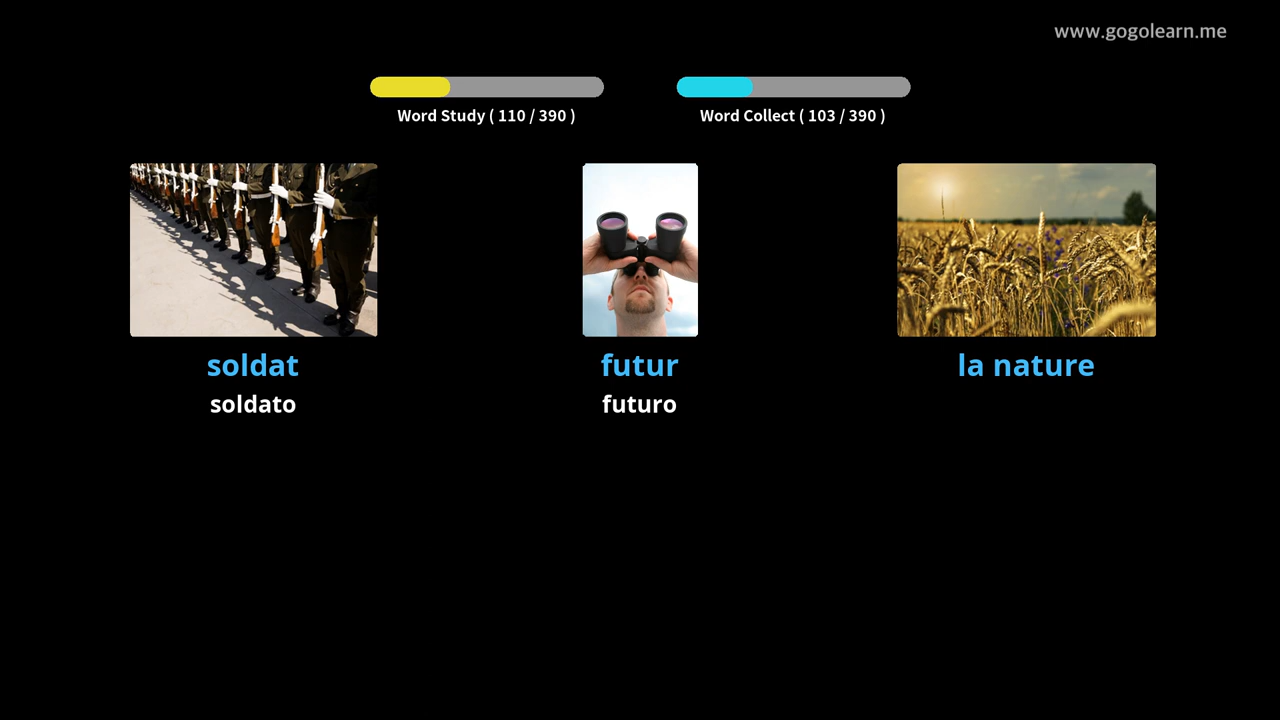 www.gogolearn.me
Word Study ( 110 / 390 )
Word Collect ( 103 / 390 )
soldat
futur
la nature
soldato
futuro